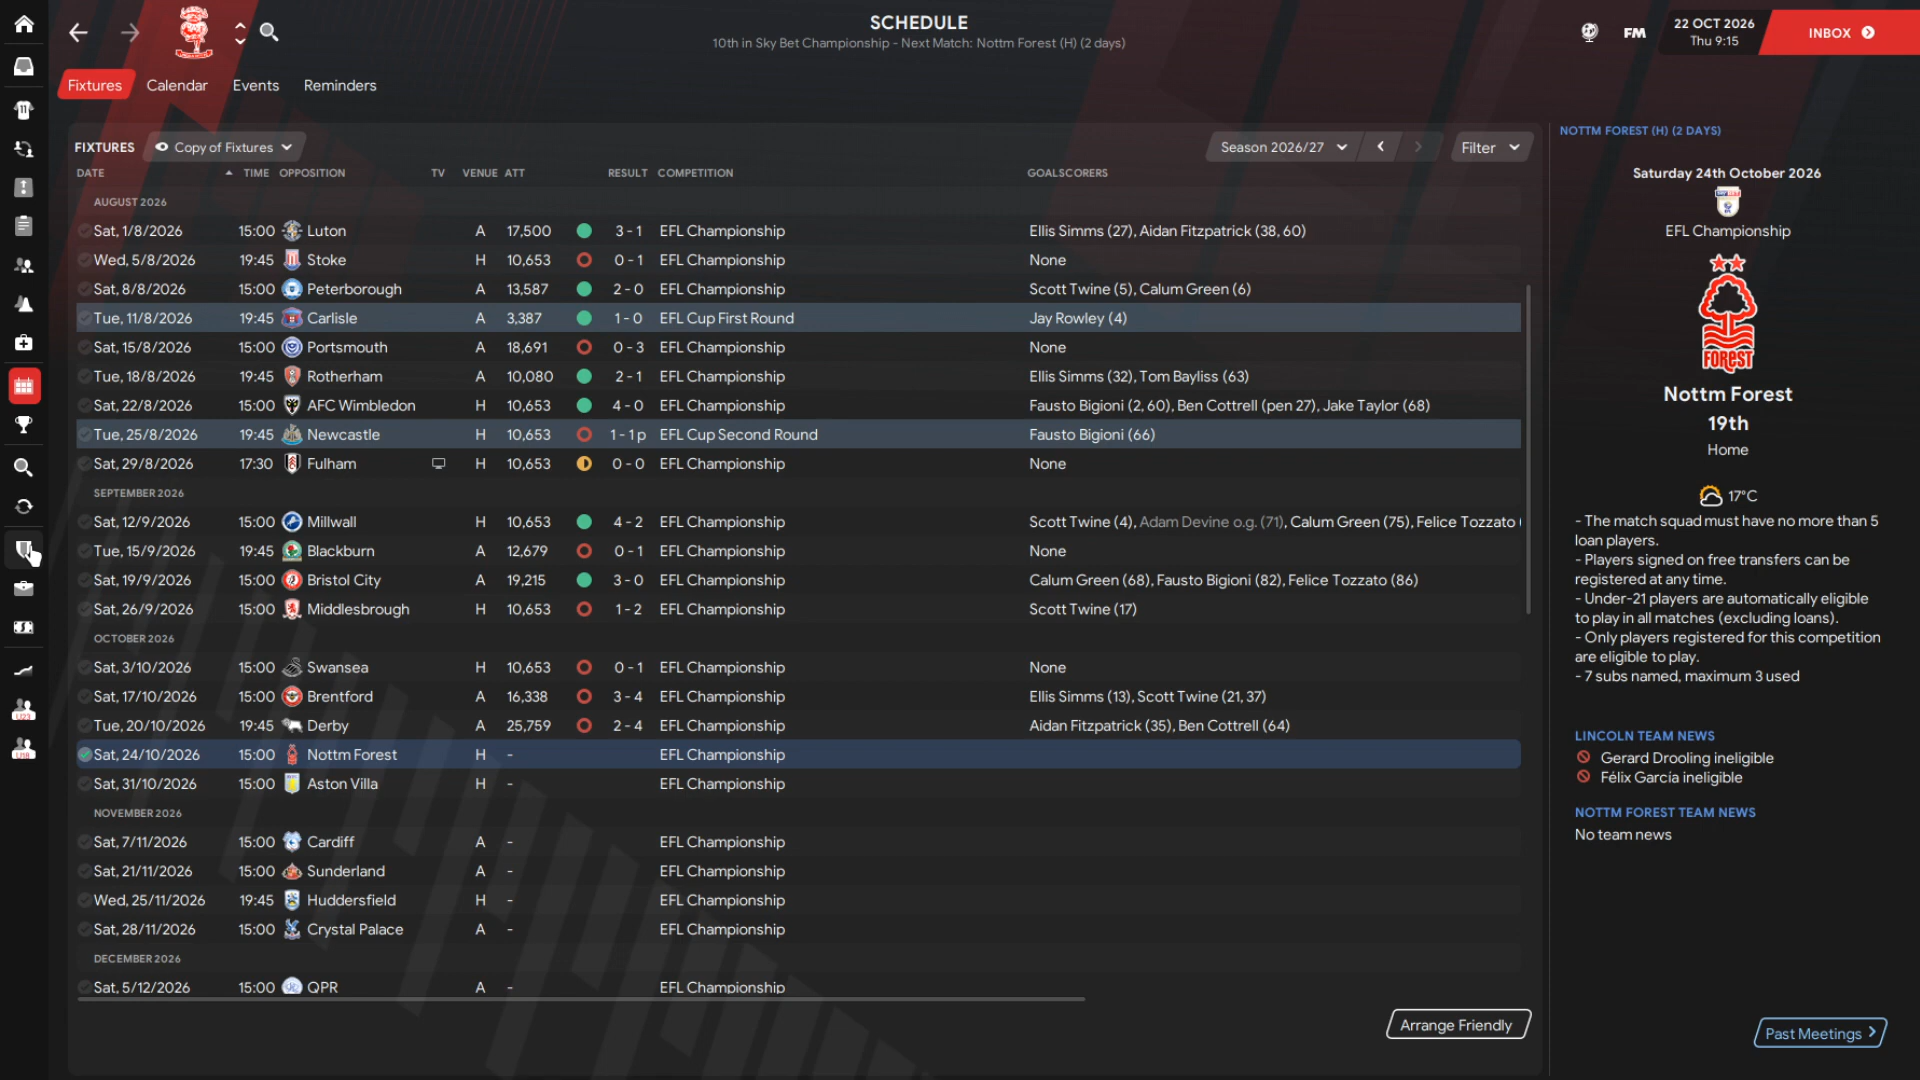 SCHEDULE
10th in Sky Bet Championship - Next Match: Nottm Forest (H) (2 days)
FM
22 OCT 2026
Thu 9:15
INBOX
Fixtures Calendar Events Reminders
FIXTURES Copy of Fixtures Season 2026/27 Filter
DATE TIME OPPOSITION TV VENUE ATT RESULT COMPETITION GOALSCORERS
AUGUST 2026
Sat, 1/8/2026 15:00 Luton A 17,500 3 - 1 EFL Championship Ellis Simms (27), Aidan Fitzpatrick (38, 60)
Wed, 5/8/2026 19:45 Stoke H 10,653 0 - 1 EFL Championship None
Sat, 8/8/2026 15:00 Peterborough A 13,587 2 - 0 EFL Championship Scott Twine (5), Calum Green (6)
Tue, 11/8/2026 19:45 Carlisle A 3,387 1 - 0 EFL Cup First Round Jay Rowley (4)
Sat, 15/8/2026 15:00 Portsmouth A 18,691 0 - 3 EFL Championship None
Tue, 18/8/2026 19:45 Rotherham A 10,080 2 - 1 EFL Championship Ellis Simms (32), Tom Bayliss (63)
Sat, 22/8/2026 15:00 AFC Wimbledon H 10,653 4 - 0 EFL Championship Fausto Bigioni (2, 60), Ben Cottrell (pen 27), Jake Taylor (68)
Tue, 25/8/2026 19:45 Newcastle H 10,653 1 - 1 p EFL Cup Second Round Fausto Bigioni (66)
Sat, 29/8/2026 17:30 Fulham H 10,653 0 - 0 EFL Championship None
SEPTEMBER 2026
Sat, 12/9/2026 15:00 Millwall H 10,653 4 - 2 EFL Championship Scott Twine (4), Adam Devine o.g. (71), Calum Green (75), Felice Tozzato (
Tue, 15/9/2026 19:45 Blackburn A 12,679 0 - 1 EFL Championship None
Sat, 19/9/2026 15:00 Bristol City A 19,215 3 - 0 EFL Championship Calum Green (68), Fausto Bigioni (82), Felice Tozzato (86)
Sat, 26/9/2026 15:00 Middlesbrough H 10,653 1 - 2 EFL Championship Scott Twine (17)
OCTOBER 2026
Sat, 3/10/2026 15:00 Swansea H 10,653 0 - 1 EFL Championship None
Sat, 17/10/2026 15:00 Brentford A 16,338 3 - 4 EFL Championship Ellis Simms (13), Scott Twine (21, 37)
Tue, 20/10/2026 19:45 Derby A 25,759 2 - 4 EFL Championship Aidan Fitzpatrick (35), Ben Cottrell (64)
Sat, 24/10/2026 15:00 Nottm Forest H - EFL Championship
Sat, 31/10/2026 15:00 Aston Villa H - EFL Championship
NOVEMBER 2026
Sat, 7/11/2026 15:00 Cardiff A - EFL Championship
Sat, 21/11/2026 15:00 Sunderland A - EFL Championship
Wed, 25/11/2026 19:45 Huddersfield H - EFL Championship
Sat, 28/11/2026 15:00 Crystal Palace A - EFL Championship
DECEMBER 2026
Sat, 5/12/2026 15:00 QPR A - EFL Championship
Arrange Friendly
NOTTM FOREST (H) (2 DAYS)
Saturday 24th October 2026
EFL Championship
FOREST
Nottm Forest
19th
Home
17°C
- The match squad must have no more than 5
loan players.
- Players signed on free transfers can be
registered at any time.
- Under-21 players are automatically eligible
to play in all matches (excluding loans).
- Only players registered for this competition
are eligible to play.
- 7 subs named, maximum 3 used
LINCOLN TEAM NEWS
Gerard Drooling ineligible
Félix García ineligible
NOTTM FOREST TEAM NEWS
No team news
Past Meetings
11
U23
U18